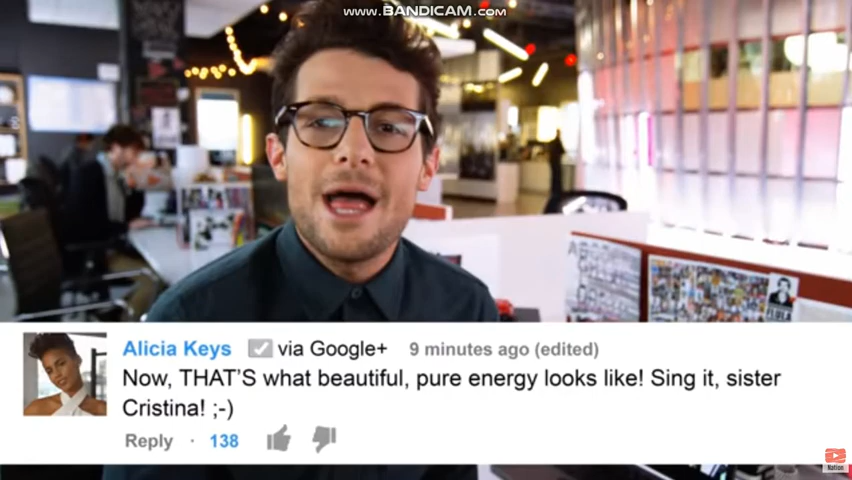 www.BANDICAM.com
Alicia Keys via Google+ 9 minutes ago (edited)
Now, THAT'S what beautiful, pure energy looks like! Sing it, sister
Cristina! ;-)
Reply · 138
Nation